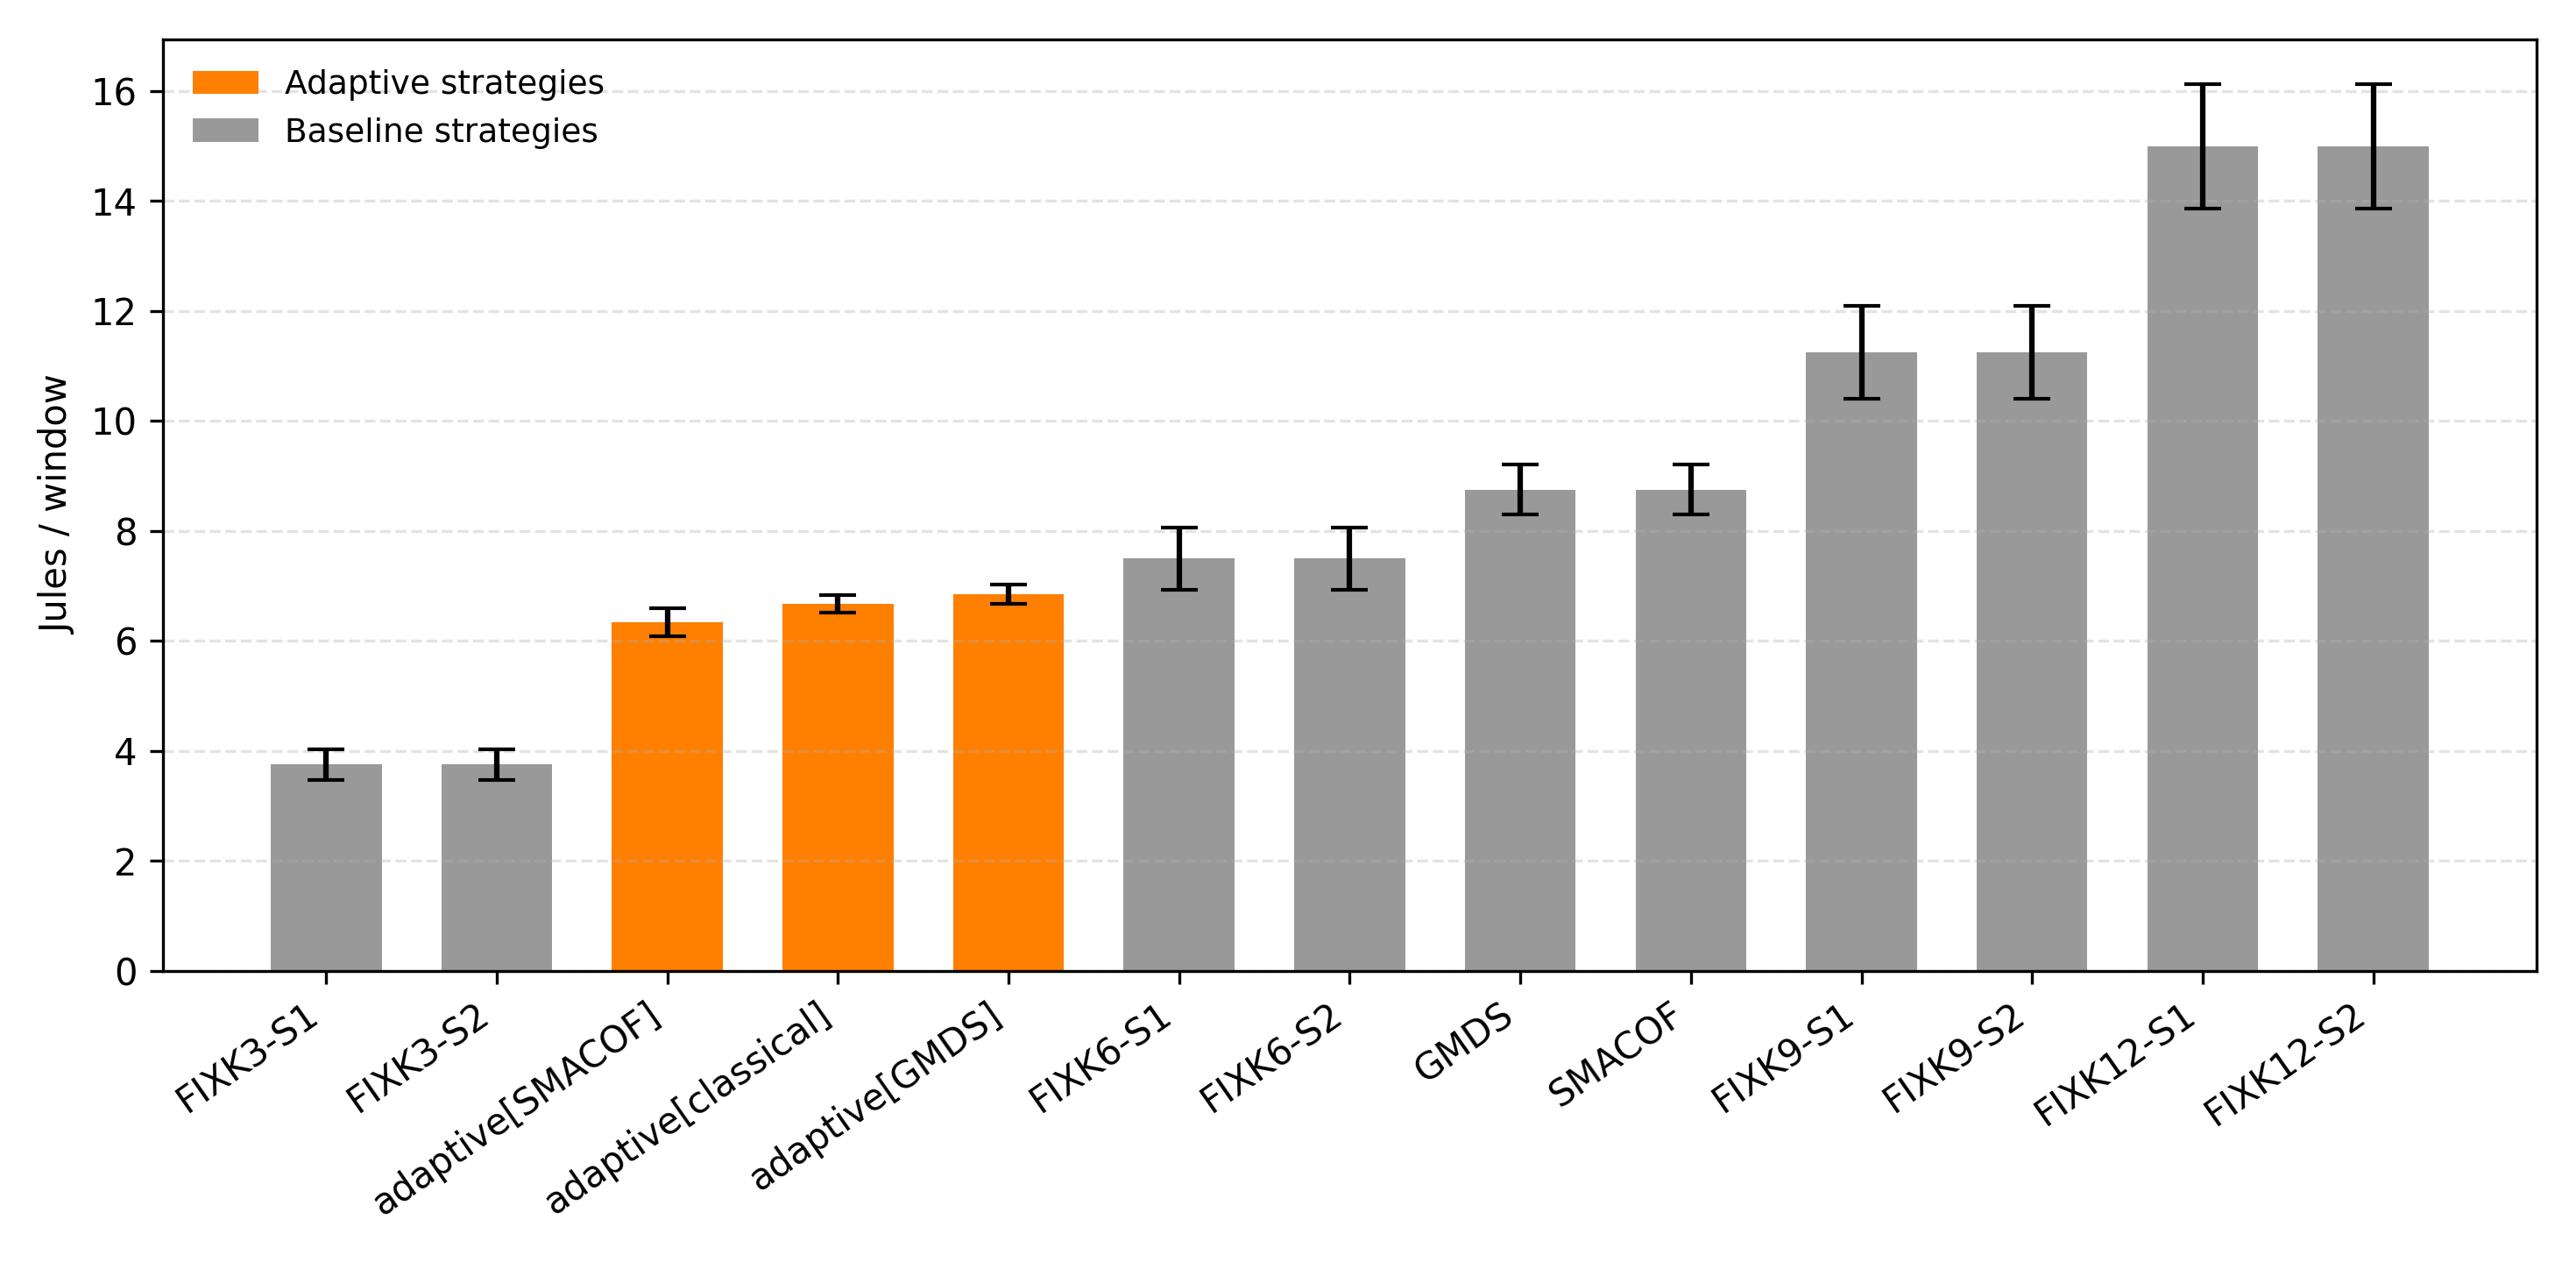 Adaptive strategies
Baseline strategies
Jules / window
16
14
12
10
8
6
4
2
0
FIXK3-S1
FIXK3-S2
adaptive[SMACOF]
adaptive[classical]
adaptive[GMDS]
FIXK6-S1
FIXK6-S2
GMDS
SMACOF
FIXK9-S1
FIXK9-S2
FIXK12-S1
FIXK12-S2